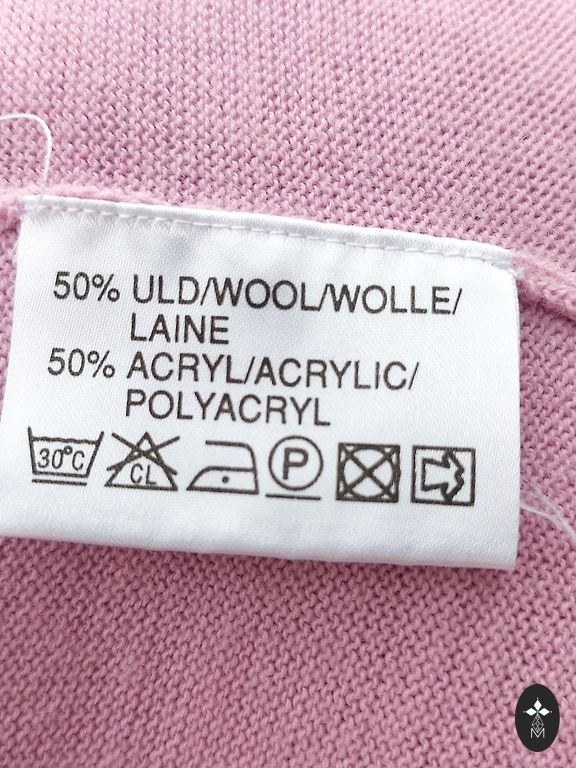 50% ULD/WOOL/WOLLE/
LAINE
50% ACRYL/ACRYLIC/
POLYACRYL
30°C CL P
M